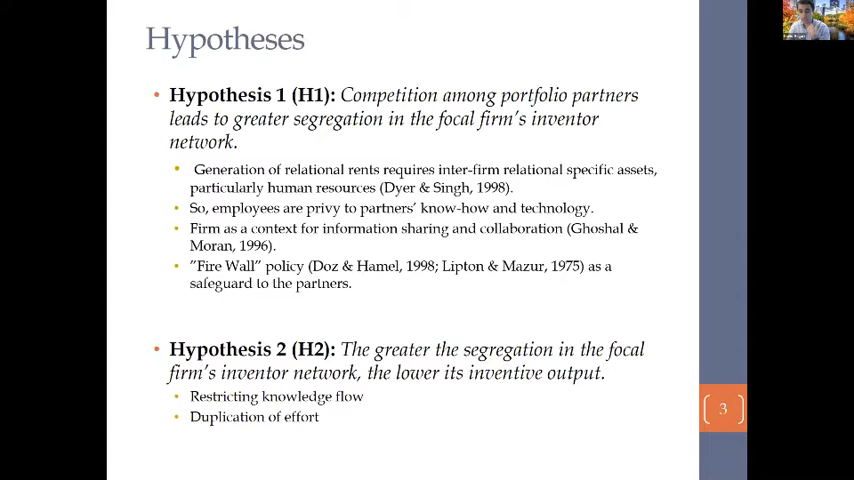 Hypotheses
• Hypothesis 1 (H1): Competition among portfolio partners
leads to greater segregation in the focal firm's inventor
network.
• Generation of relational rents requires inter-firm relational specific assets,
particularly human resources (Dyer & Singh, 1998).
• So, employees are privy to partners' know-how and technology.
• Firm as a context for information sharing and collaboration (Ghoshal &
Moran, 1996).
• ”Fire Wall” policy (Doz & Hamel, 1998; Lipton & Mazur, 1975) as a
safeguard to the partners.
• Hypothesis 2 (H2): The greater the segregation in the focal
firm's inventor network, the lower its inventive output.
• Restricting knowledge flow
• Duplication of effort
3